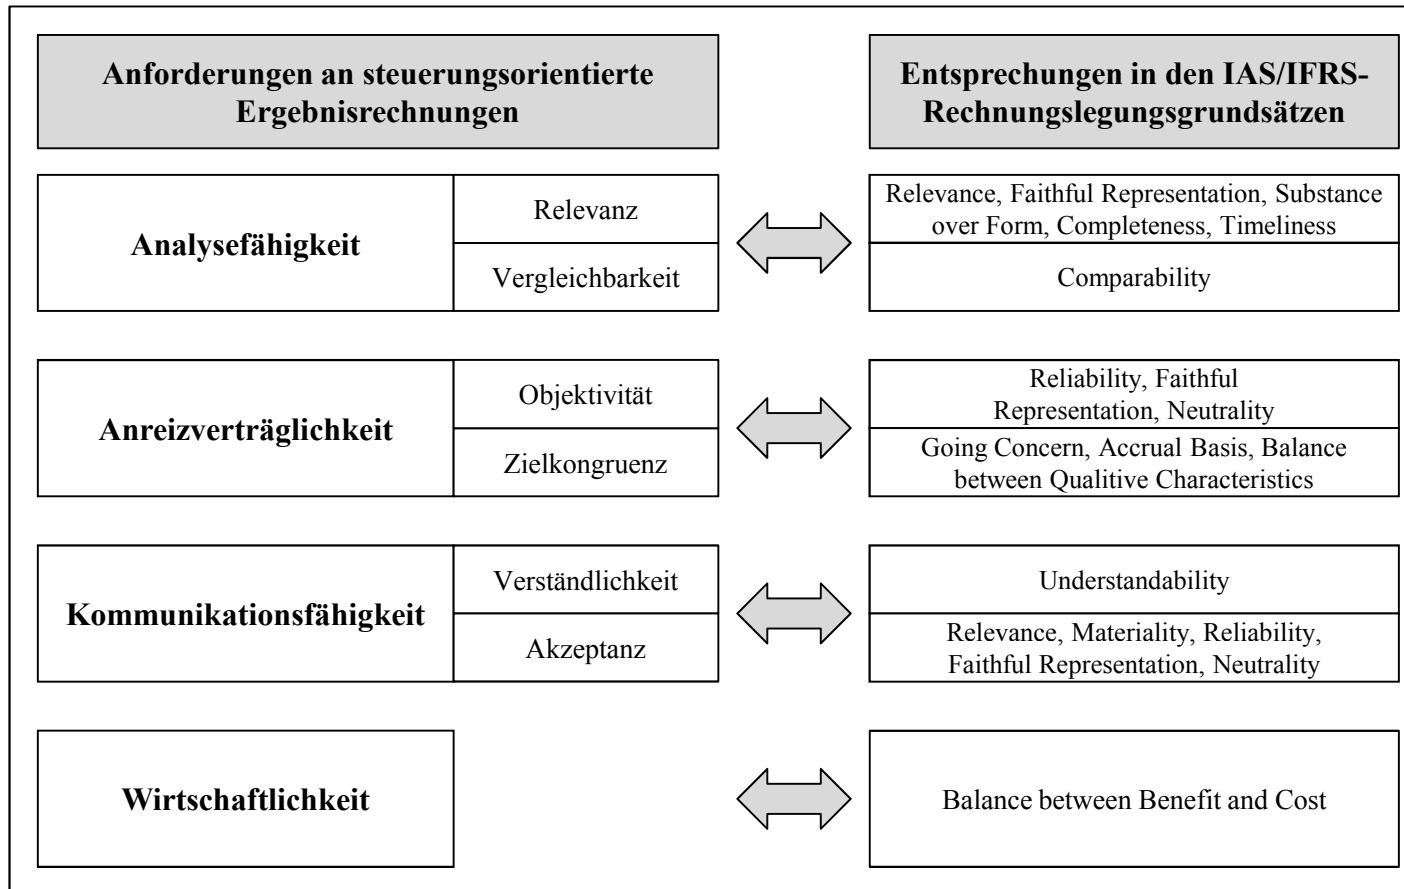 Anforderungen an steuerungsorientierte
Ergebnisrechnungen
Entsprechungen in den IAS/IFRS-
Rechnungslegungsgrundsätzen
Analysefähigkeit
Relevanz
Relevance, Faithful Representation, Substance
over Form, Completeness, Timeliness
Vergleichbarkeit
Comparability
Anreizverträglichkeit
Objektivität
Reliability, Faithful
Representation, Neutrality
Zielkongruenz
Going Concern, Accrual Basis, Balance
between Qualitive Characteristics
Kommunikationsfähigkeit
Verständlichkeit
Understandability
Akzeptanz
Relevance, Materiality, Reliability,
Faithful Representation, Neutrality
Wirtschaftlichkeit
Balance between Benefit and Cost